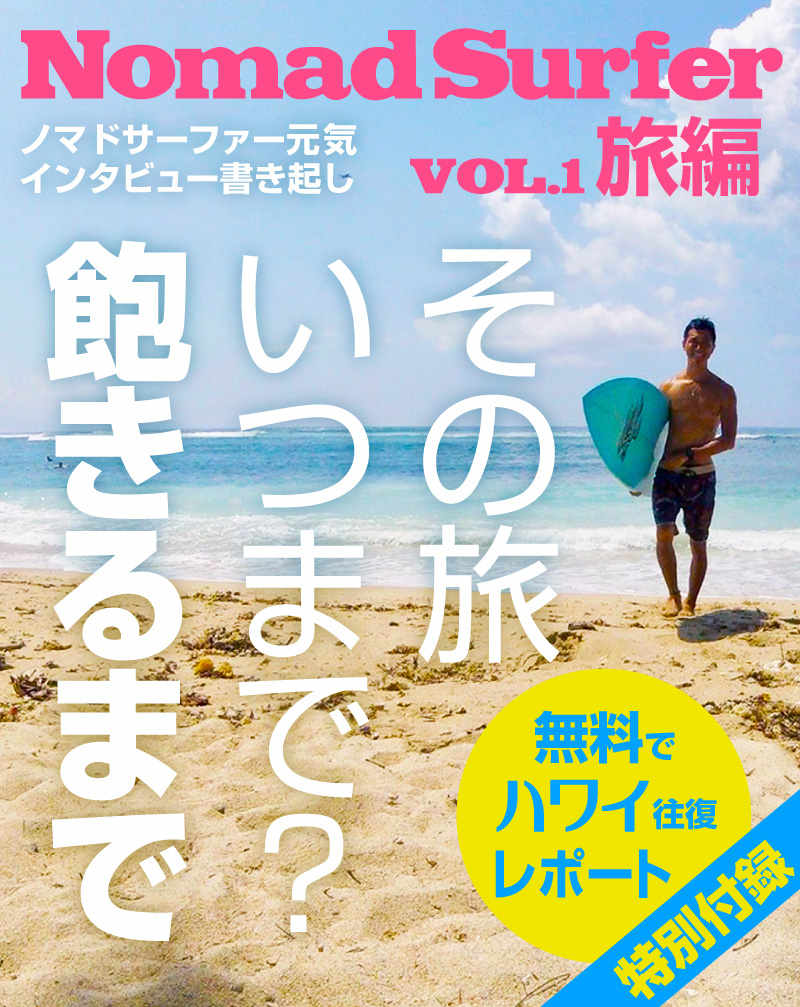 Nomad Surfer
ノマドサーファー元気
インタビュー書き起し
VOL.1 旅編
その旅
いつまで?
飽きるまで
無料で
ハワイ往復
レポート
特別付録